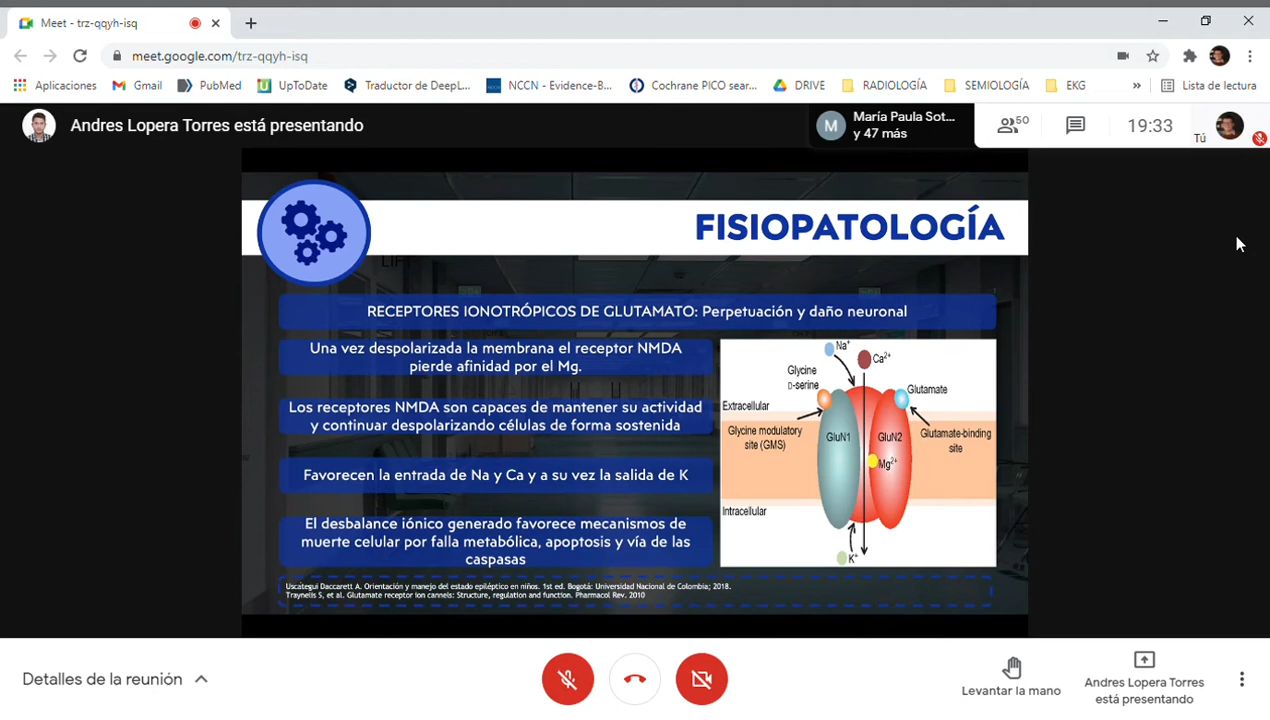 Meet - trz-qqyh-isq
meet.google.com/trz-qqyh-isq
Aplicaciones
Gmail
PubMed
UpToDate
Traductor de DeepL...
NCCN - Evidence-B...
Cochrane PICO sear...
DRIVE
RADIOLOGÍA
SEMIOLOGÍA
EKG
»
Lista de lectura
Andres Lopera Torres está presentando
M
María Paula Sot...
y 47 más
50
19:33
Tú
FISIOPATOLOGÍA
RECEPTORES IONOTRÓPICOS DE GLUTAMATO: Perpetuación y daño neuronal
Una vez despolarizada la membrana el receptor NMDA
pierde afinidad por el Mg.
Los receptores NMDA son capaces de mantener su actividad
y continuar despolarizando células de forma sostenida
Favorecen la entrada de Na y Ca y a su vez la salida de K
El desbalance iónico generado favorece mecanismos de
muerte celular por falla metabólica, apoptosis y vía de las
caspasas
Na⁺
Ca²⁺
Glycine
D-serine
Glutamate
Extracellular
Glycine modulatory
site (GMS)
GluN1
GluN2
Glutamate-binding
site
Mg²⁺
Intracellular
K⁺
Uscátegui Daccarett A. Orientación y manejo del estado epiléptico en niños. 1st ed. Bogotá: Universidad Nacional de Colombia; 2018.
Traynelis S, et al. Glutamate receptor ion cannels: Structure, regulation and function. Pharmacol Rev. 2010
Detalles de la reunión
Levantar la mano
Andres Lopera Torres
está presentando